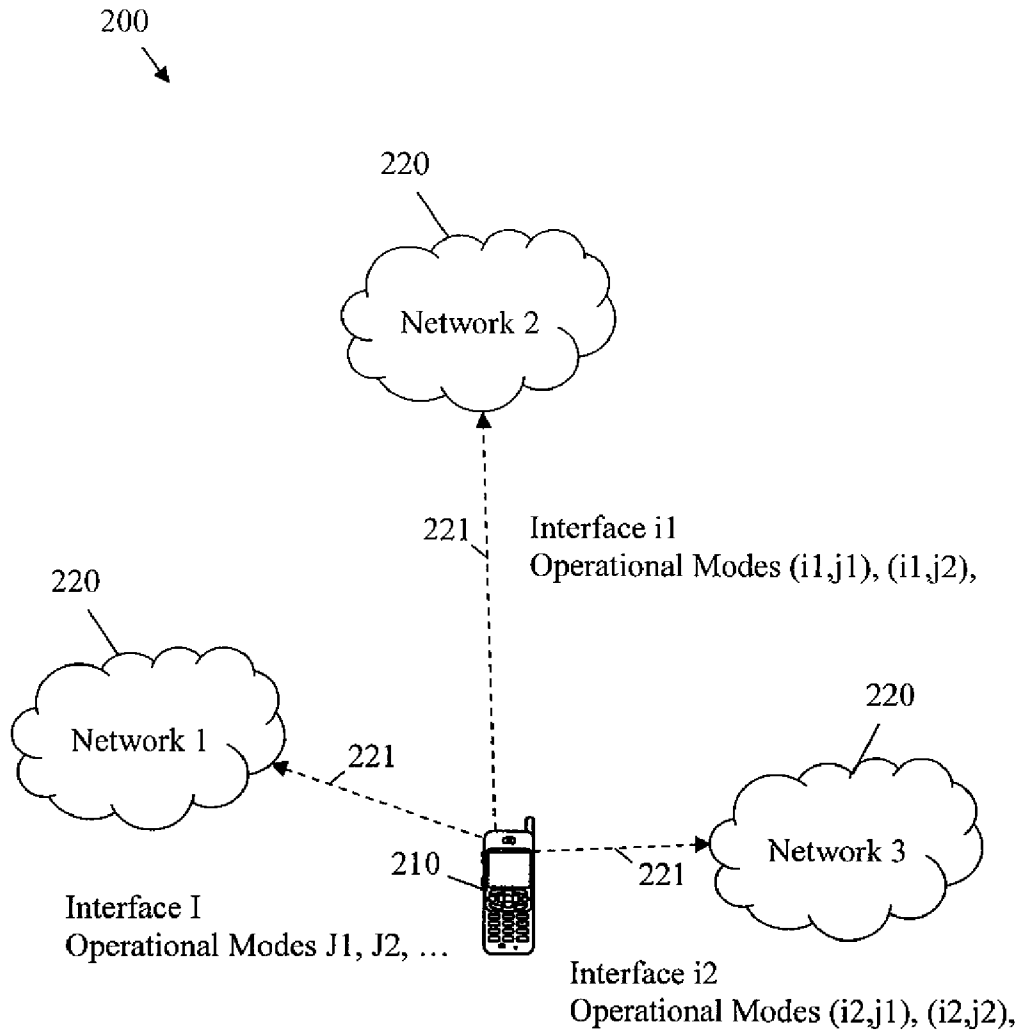 200
220
Network 2
221
Interface i1
Operational Modes (i1,j1), (i1,j2),
220
Network 1
221
220
Network 3
221
210
Interface I
Operational Modes J1, J2, ...
Interface i2
Operational Modes (i2,j1), (i2,j2),